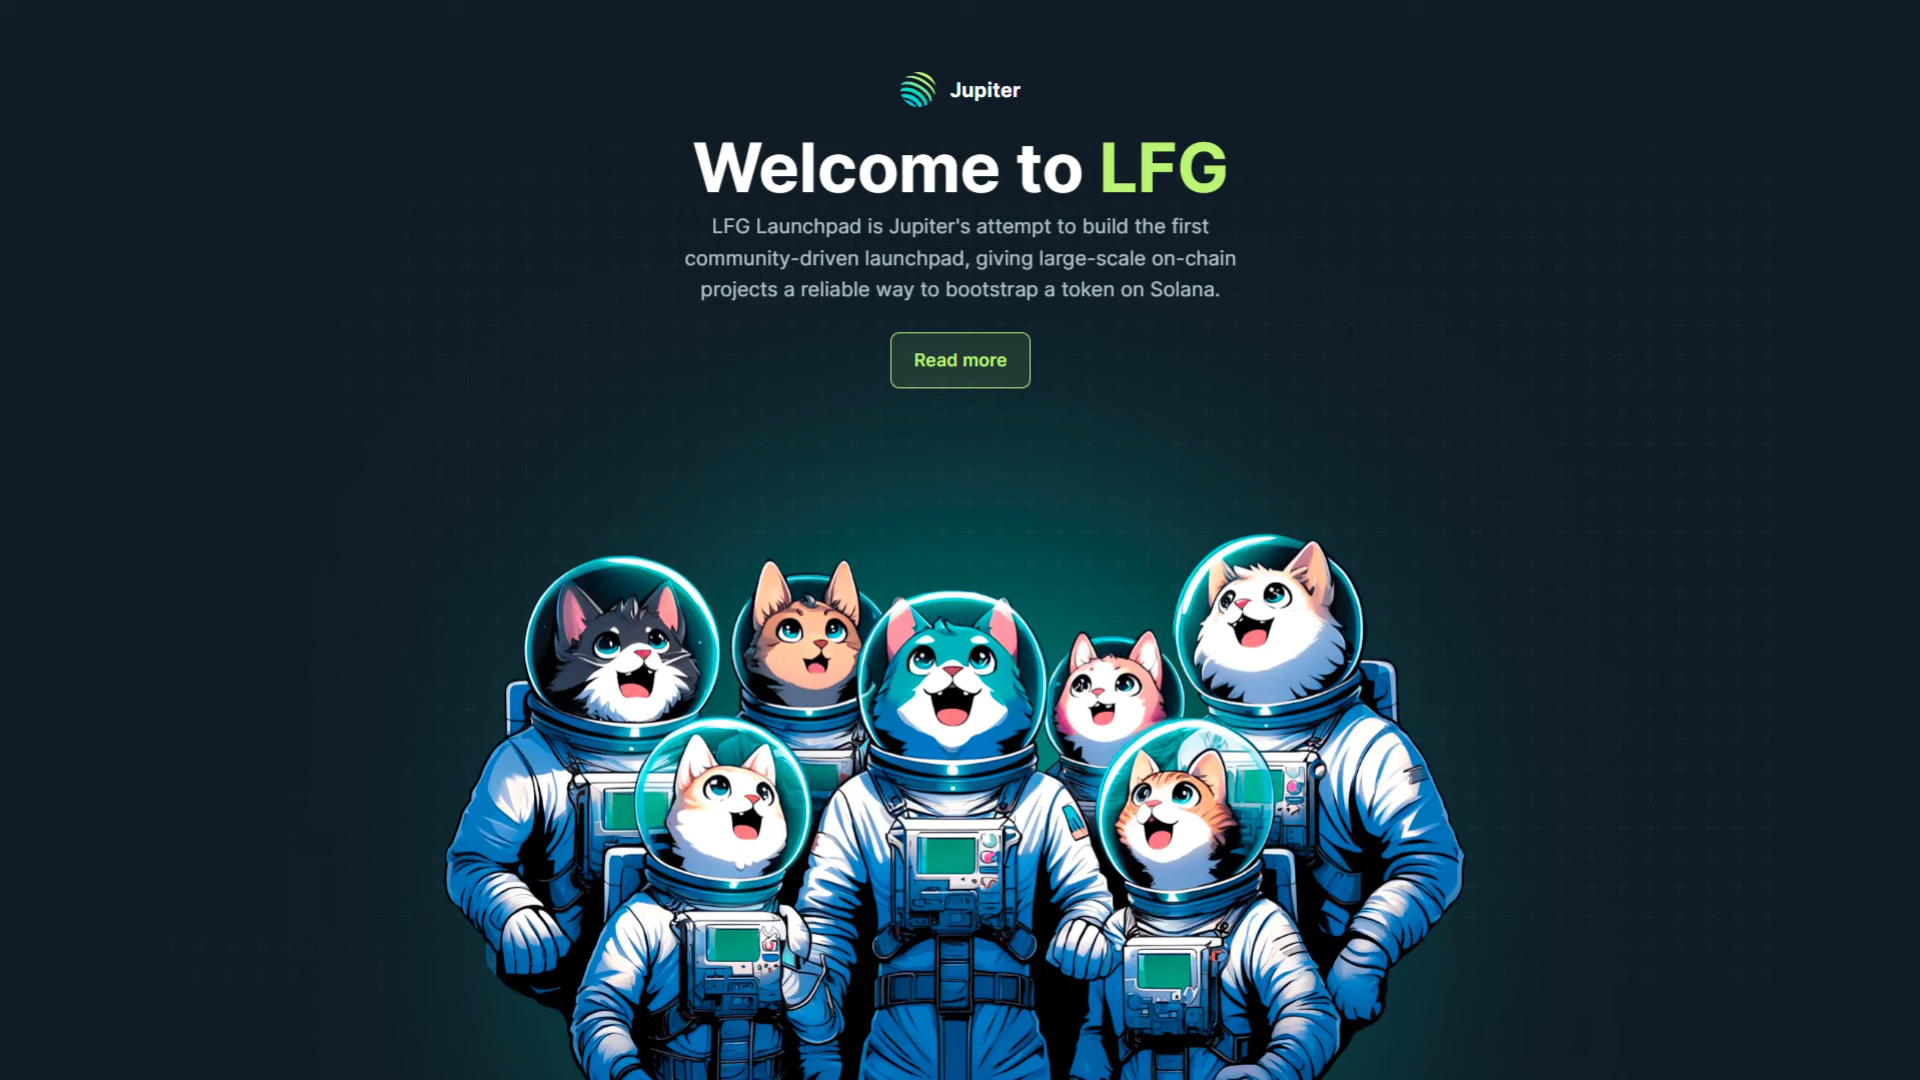 Jupiter
Welcome to LFG
LFG Launchpad is Jupiter's attempt to build the first
community-driven launchpad, giving large-scale on-chain
projects a reliable way to bootstrap a token on Solana.
Read more